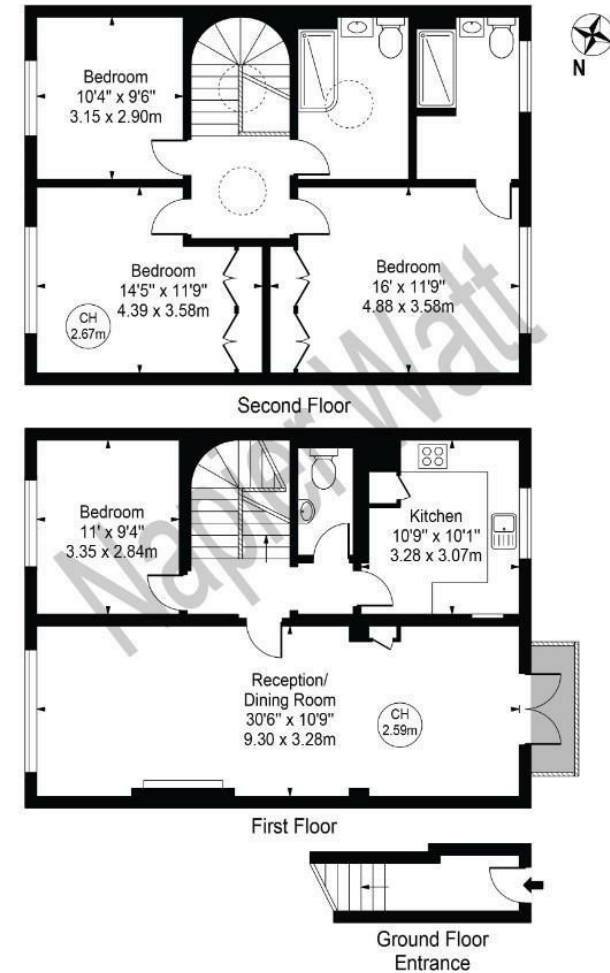 N
Bedroom
10'4" x 9'6"
3.15 x 2.90m
Bedroom
14'5" x 11'9"
4.39 x 3.58m
CH
2.67m
Bedroom
16' x 11'9"
4.88 x 3.58m
Second Floor
Napier Watt
Bedroom
11' x 9'4"
3.35 x 2.84m
Kitchen
10'9" x 10'1"
3.28 x 3.07m
Reception/
Dining Room
30'6" x 10'9"
9.30 x 3.28m
CH
2.59m
First Floor
Ground Floor
Entrance